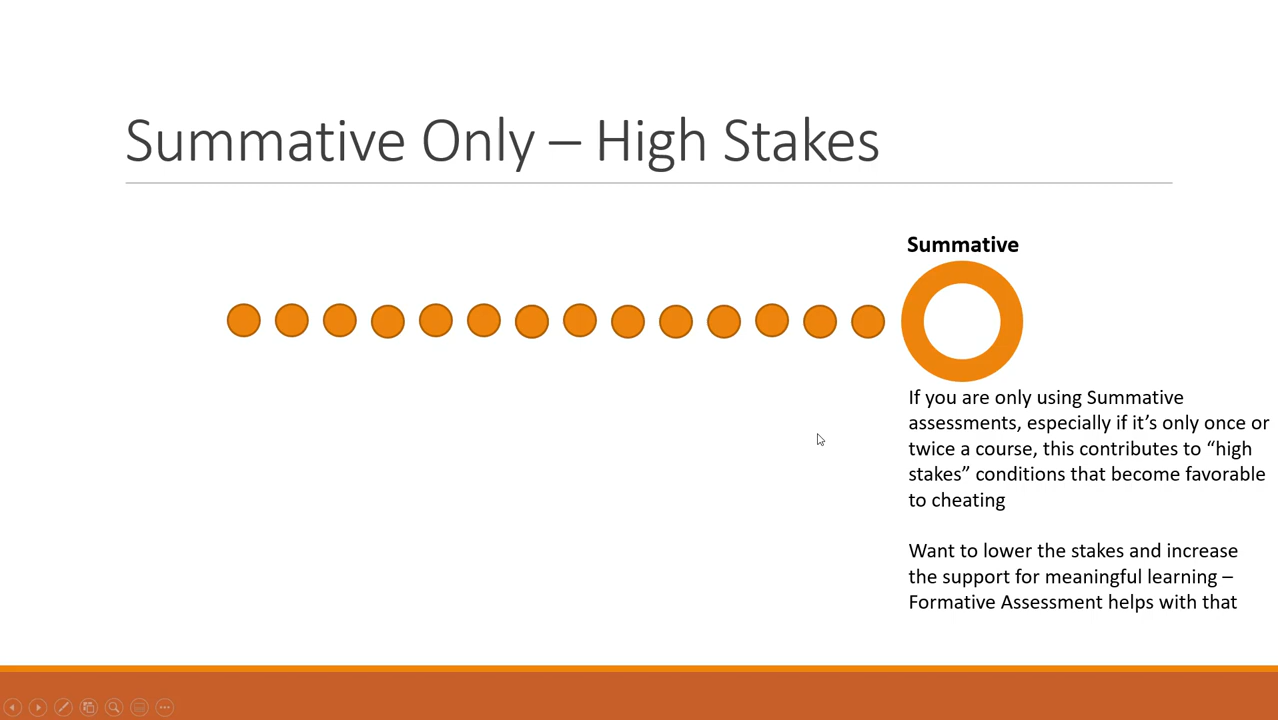 Summative Only – High Stakes
Summative
If you are only using Summative
assessments, especially if it’s only once or
twice a course, this contributes to “high
stakes” conditions that become favorable
to cheating
Want to lower the stakes and increase
the support for meaningful learning –
Formative Assessment helps with that